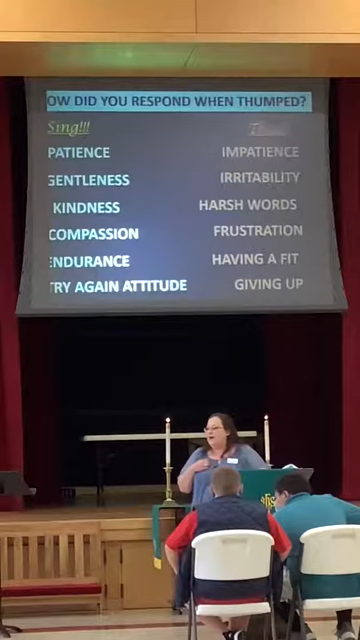 OW DID YOU RESPOND WHEN THUMPED?
Sing!!!
PATIENCE IMPATIENCE
GENTLENESS IRRITABILITY
KINDNESS HARSH WORDS
COMPASSION FRUSTRATION
ENDURANCE HAVING A FIT
TRY AGAIN ATTITUDE GIVING UP